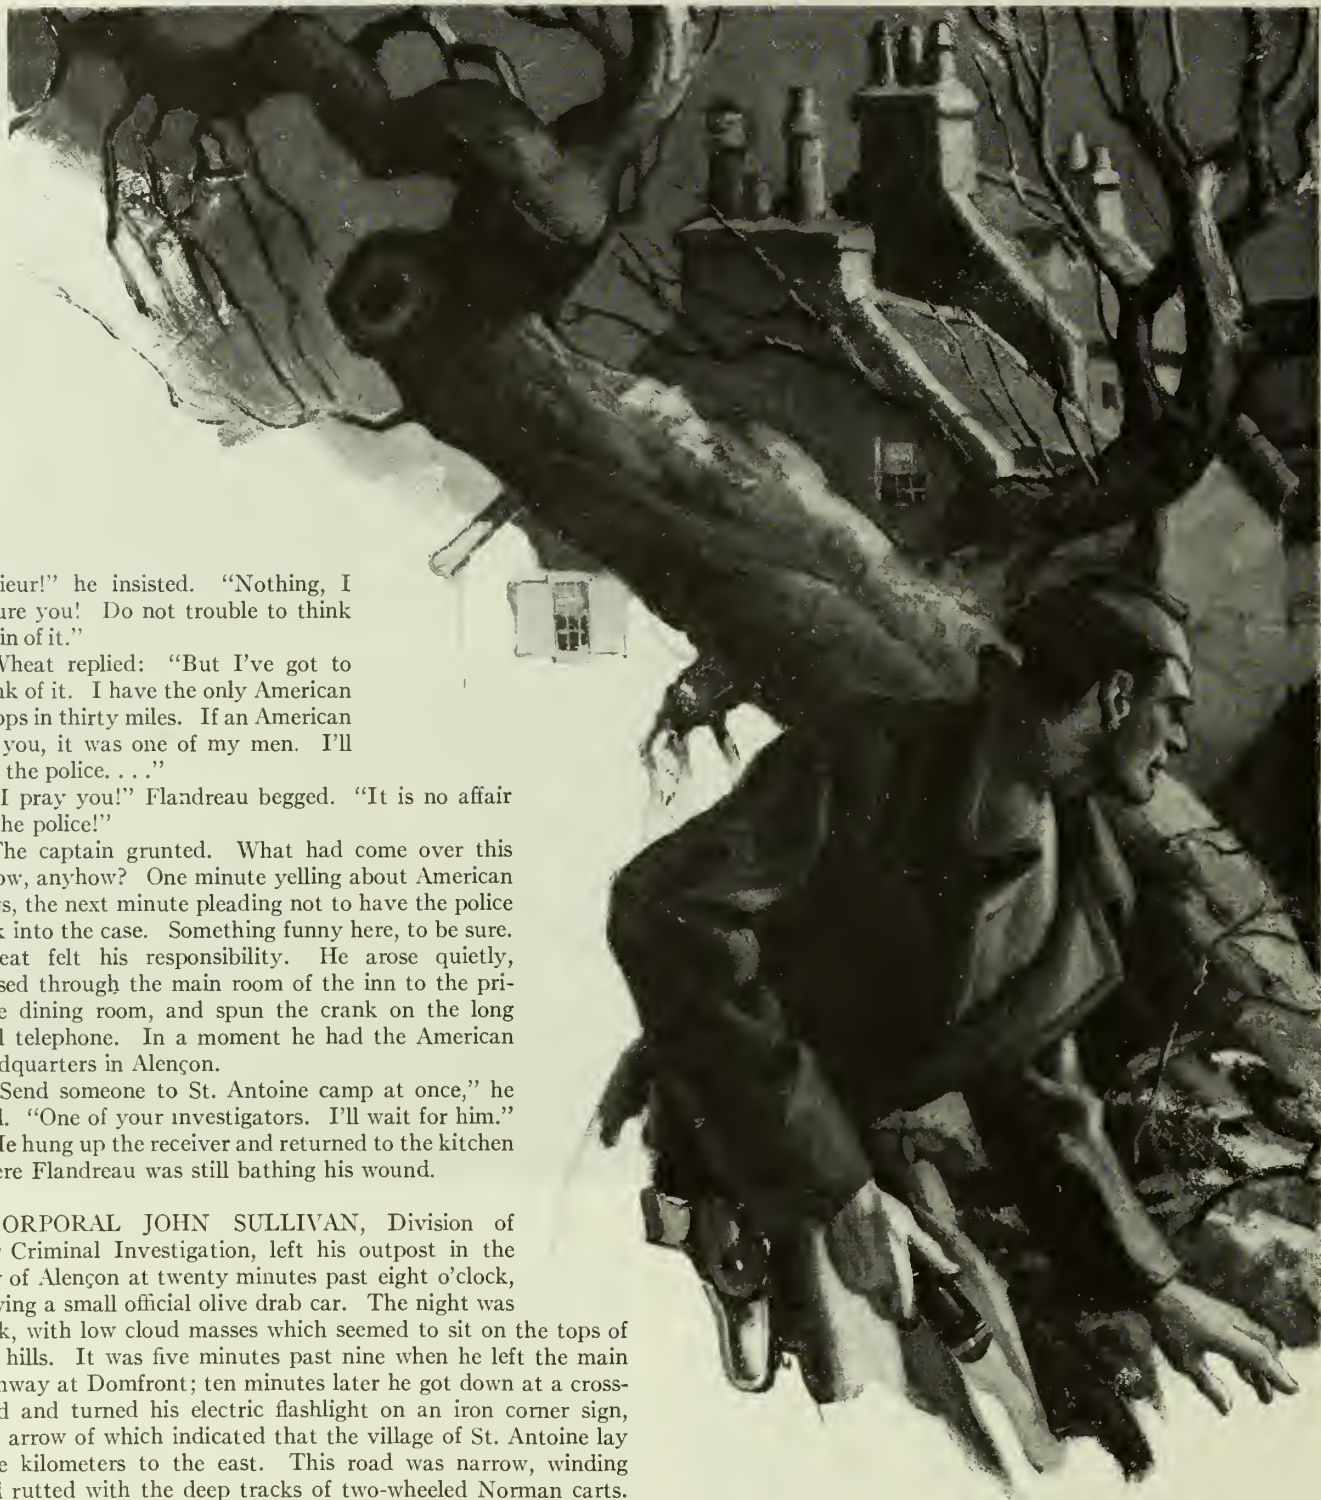 ieur!” he insisted. “Nothing, I
ure you! Do not trouble to think
in of it.”
Wheat replied: “But I’ve got to
nk of it. I have the only American
ops in thirty miles. If an American
you, it was one of my men. I’ll
the police. . . .”
I pray you!” Flandreau begged. “It is no affair
he police!”
The captain grunted. What had come over this
ow, anyhow? One minute yelling about American
s, the next minute pleading not to have the police
k into the case. Something funny here, to be sure.
eat felt his responsibility. He arose quietly,
sed through the main room of the inn to the pri-
e dining room, and spun the crank on the long
l telephone. In a moment he had the American
dquarters in Alençon.
Send someone to St. Antoine camp at once,” he
d. “One of your investigators. I’ll wait for him.”
He hung up the receiver and returned to the kitchen
ere Flandreau was still bathing his wound.
ORPORAL JOHN SULLIVAN, Division of
Criminal Investigation, left his outpost in the
y of Alençon at twenty minutes past eight o’clock,
ving a small official olive drab car. The night was
k, with low cloud masses which seemed to sit on the tops of
hills. It was five minutes past nine when he left the main
hway at Domfront; ten minutes later he got down at a cross-
d and turned his electric flashlight on an iron corner sign,
arrow of which indicated that the village of St. Antoine lay
e kilometers to the east. This road was narrow, winding
d rutted with the deep tracks of two-wheeled Norman carts.